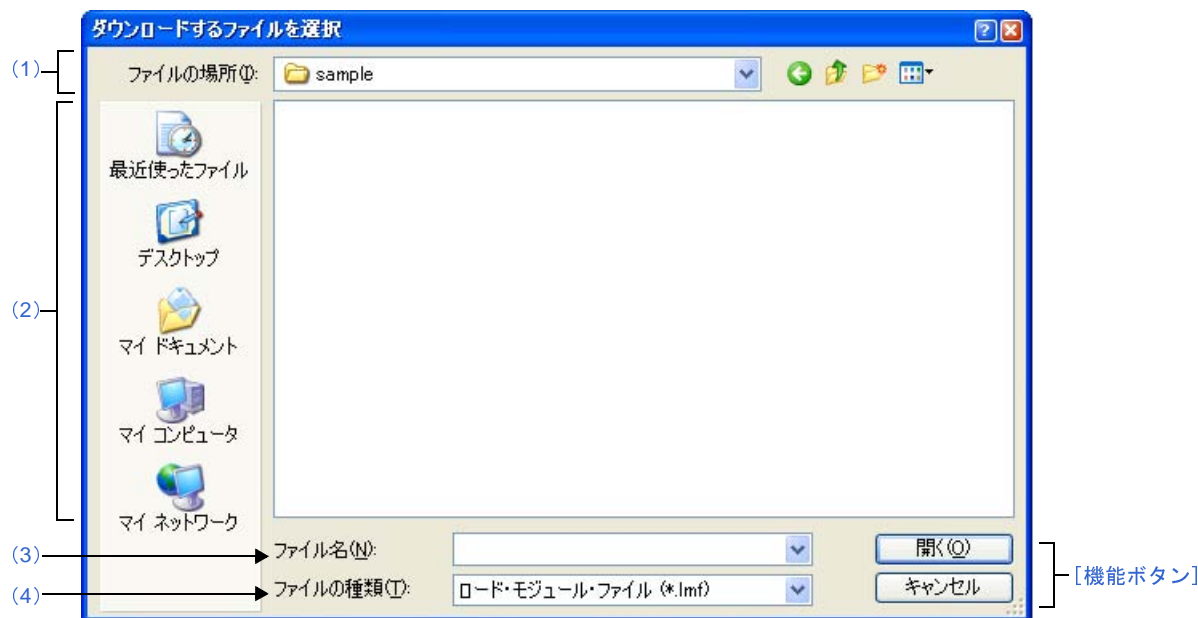 ダウンロードするファイルを選択
(1)
ファイルの場所(I):
sample
(2)
最近使ったファイル
デスクトップ
マイ ドキュメント
マイ コンピュータ
マイ ネットワーク
(3)
ファイル名(N):
開く(O)
(4)
ファイルの種類(T):
ロード・モジュール・ファイル (*.lmf)
キャンセル
[機能ボタン]